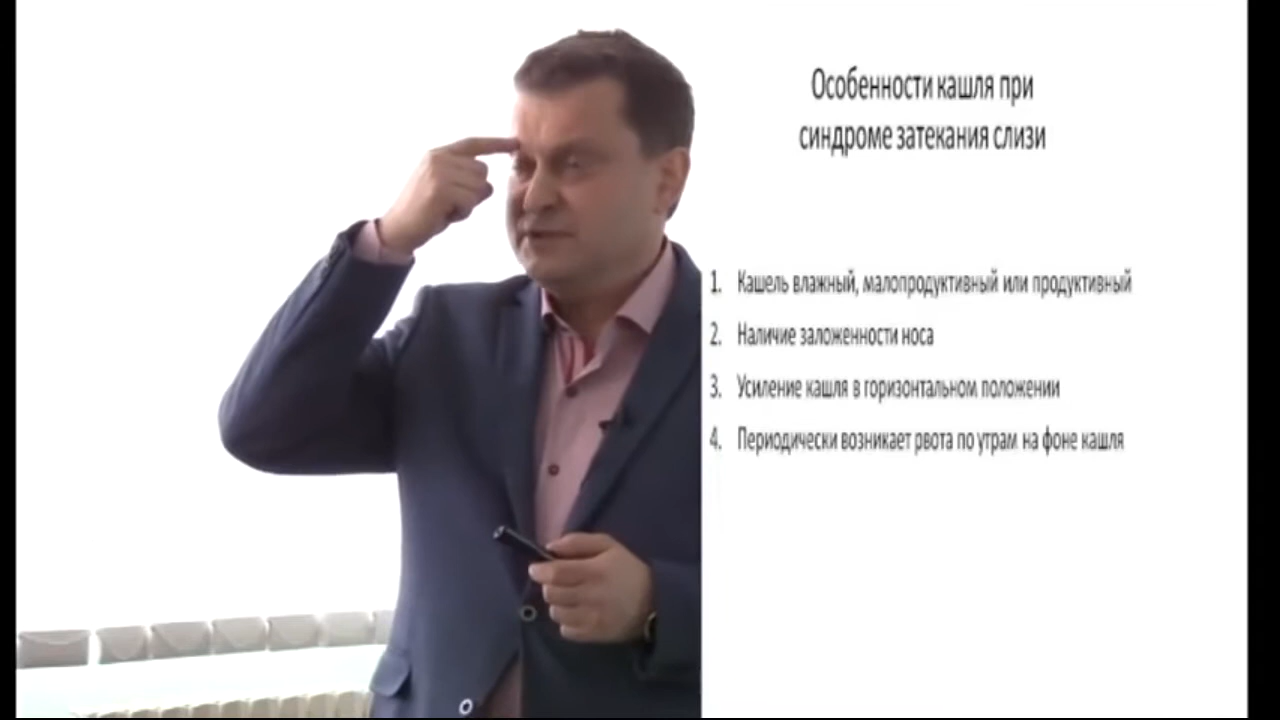 Особенности кашля при
синдроме затекания слизи
1. Кашель влажный, малопродуктивный или продуктивный
2. Наличие заложенности носа
3. Усиление кашля в горизонтальном положении
4. Периодически возникает рвота по утрам на фоне кашля